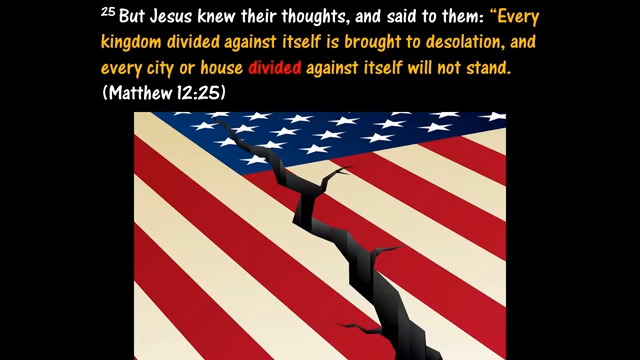 25 But Jesus knew their thoughts, and said to them: “Every
kingdom divided against itself is brought to desolation, and
every city or house divided against itself will not stand.
(Matthew 12:25)